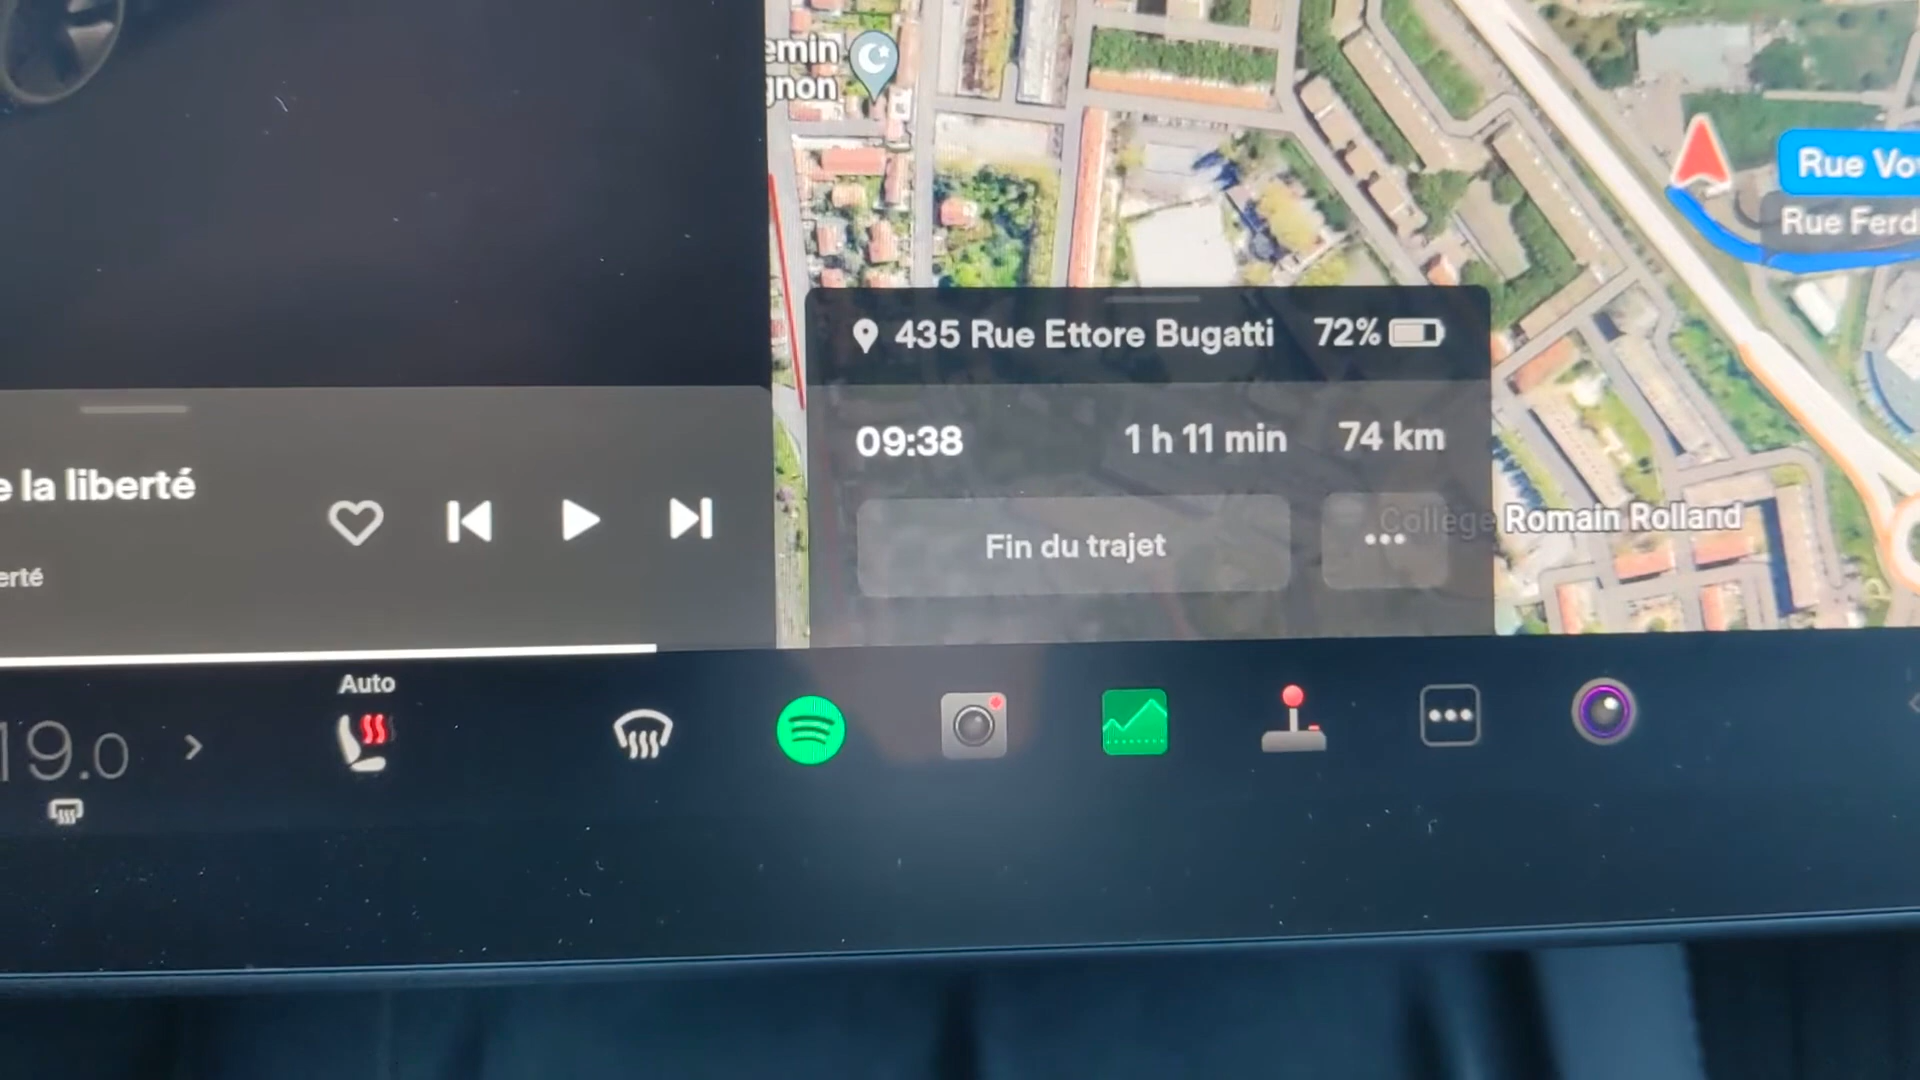 emin
gnon
Rue Vo
Rue Ferd
435 Rue Ettore Bugatti 72%
09:38 1 h 11 min 74 km
Fin du trajet
Collège Romain Rolland
e la liberté
erté
Auto
19.0